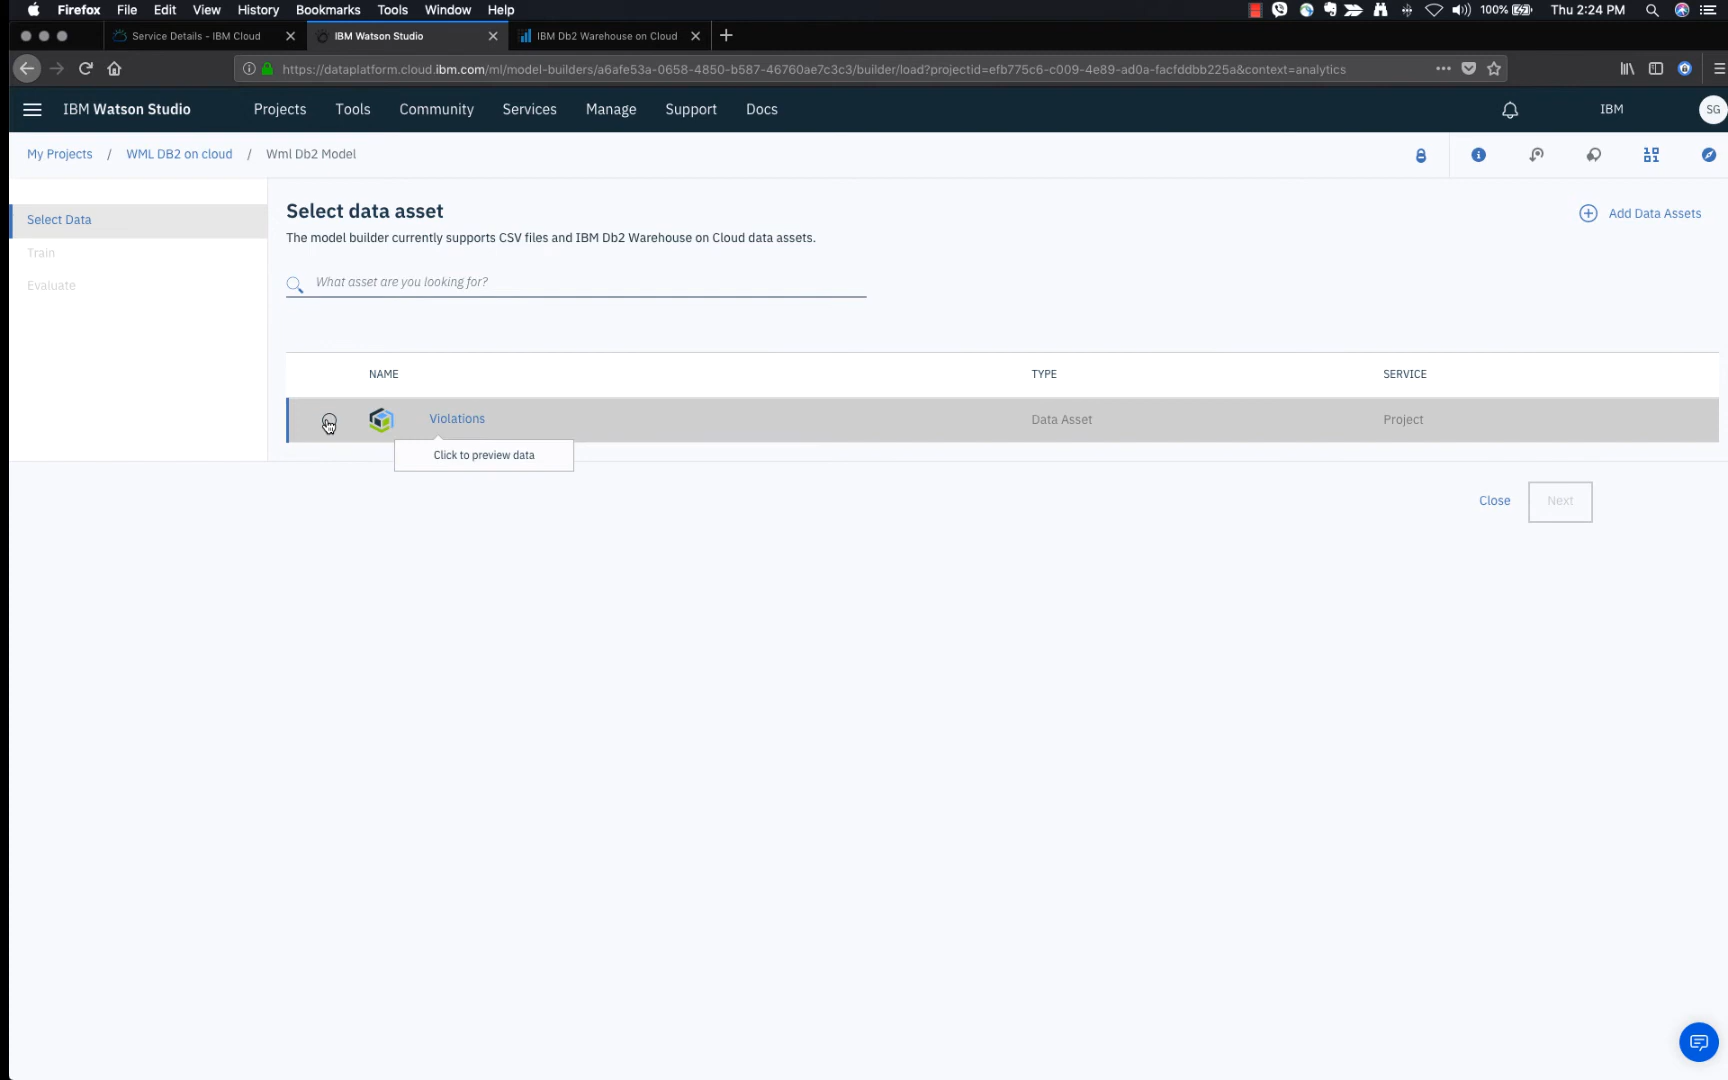 Firefox File Edit View History Bookmarks Tools Window Help 100% Thu 2:24 PM
Service Details - IBM Cloud IBM Watson Studio IBM Db2 Warehouse on Cloud
https://dataplatform.cloud.ibm.com/ml/model-builders/a6afe53a-0658-4850-b587-46760ae7c3c3/builder/load?projectid=efb775c6-c009-4e89-ad0a-facfddbb225a&context=analytics
IBM Watson Studio Projects Tools Community Services Manage Support Docs IBM SG
My Projects / WML DB2 on cloud / Wml Db2 Model
Select Data
Train
Evaluate
Select data asset
Add Data Assets
The model builder currently supports CSV files and IBM Db2 Warehouse on Cloud data assets.
What asset are you looking for?
NAME TYPE SERVICE
Violations Data Asset Project
Click to preview data
Close Next